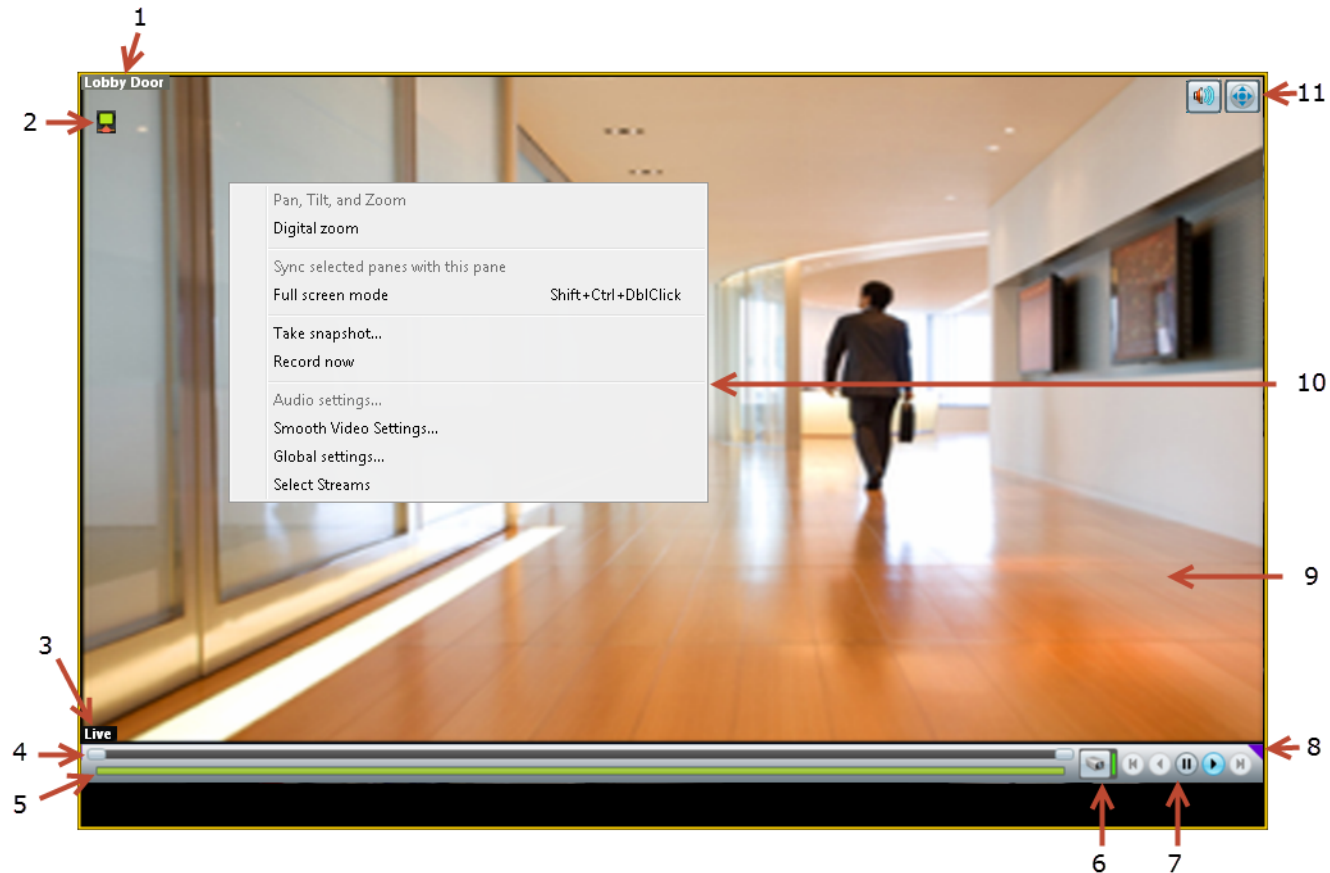 1
Lobby Door
2
11
Pan, Tilt, and Zoom
Digital zoom
Sync selected panes with this pane
Full screen mode Shift+Ctrl+DblClick
Take snapshot...
Record now
10
Audio settings...
Smooth Video Settings...
Global settings...
Select Streams
9
3
Live
4
8
5
6
7